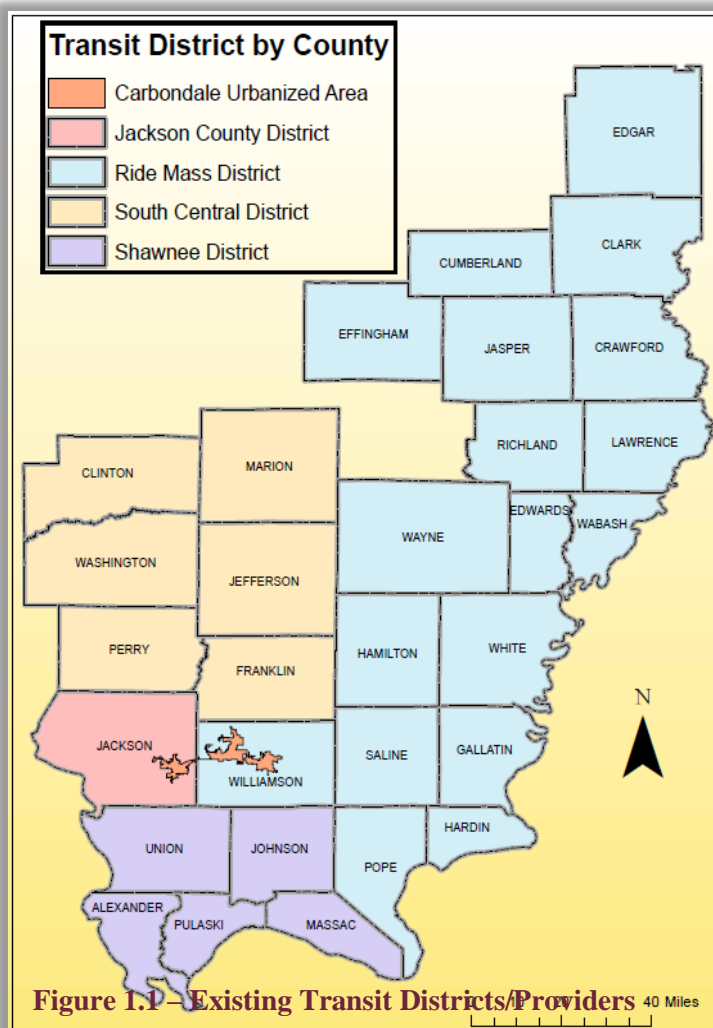 Transit District by County
Carbondale Urbanized Area
Jackson County District
Ride Mass District
South Central District
Shawnee District
EDGAR
CLARK
CUMBERLAND
EFFINGHAM
JASPER
CRAWFORD
RICHLAND
LAWRENCE
MARION
CLINTON
EDWARDS
WABASH
WAYNE
WASHINGTON
JEFFERSON
PERRY
FRANKLIN
HAMILTON
WHITE
N
JACKSON
WILLIAMSON
SALINE
GALLATIN
UNION
JOHNSON
POPE
HARDIN
ALEXANDER
PULASKI
MASSAC
Figure 1.1 – Existing Transit Districts/Providers
0 10 20 40 Miles